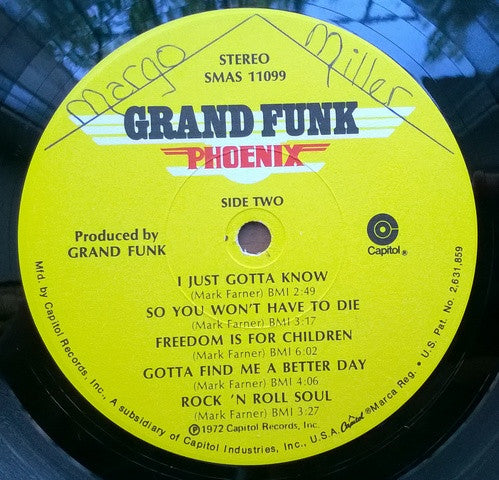 Margo Miller
STEREO
SMAS 11099
GRAND FUNK
PHOENIX
SIDE TWO
Produced by
GRAND FUNK
Capitol®
I JUST GOTTA KNOW
(Mark Farner) BMI 2:49
SO YOU WON'T HAVE TO DIE
(Mark Farner) BMI 3:17
FREEDOM IS FOR CHILDREN
(Mark Farner) BMI 6:02
GOTTA FIND ME A BETTER DAY
(Mark Farner) BMI 4:06
ROCK 'N ROLL SOUL
(Mark Farner) BMI 3:27
Ⓟ1972 Capitol Records, Inc.
Mfd. by Capitol Records, Inc., A subsidiary of Capitol Industries, Inc., U.S.A. Capitol ®Marca Reg. • U.S. Pat. No. 2,631,859